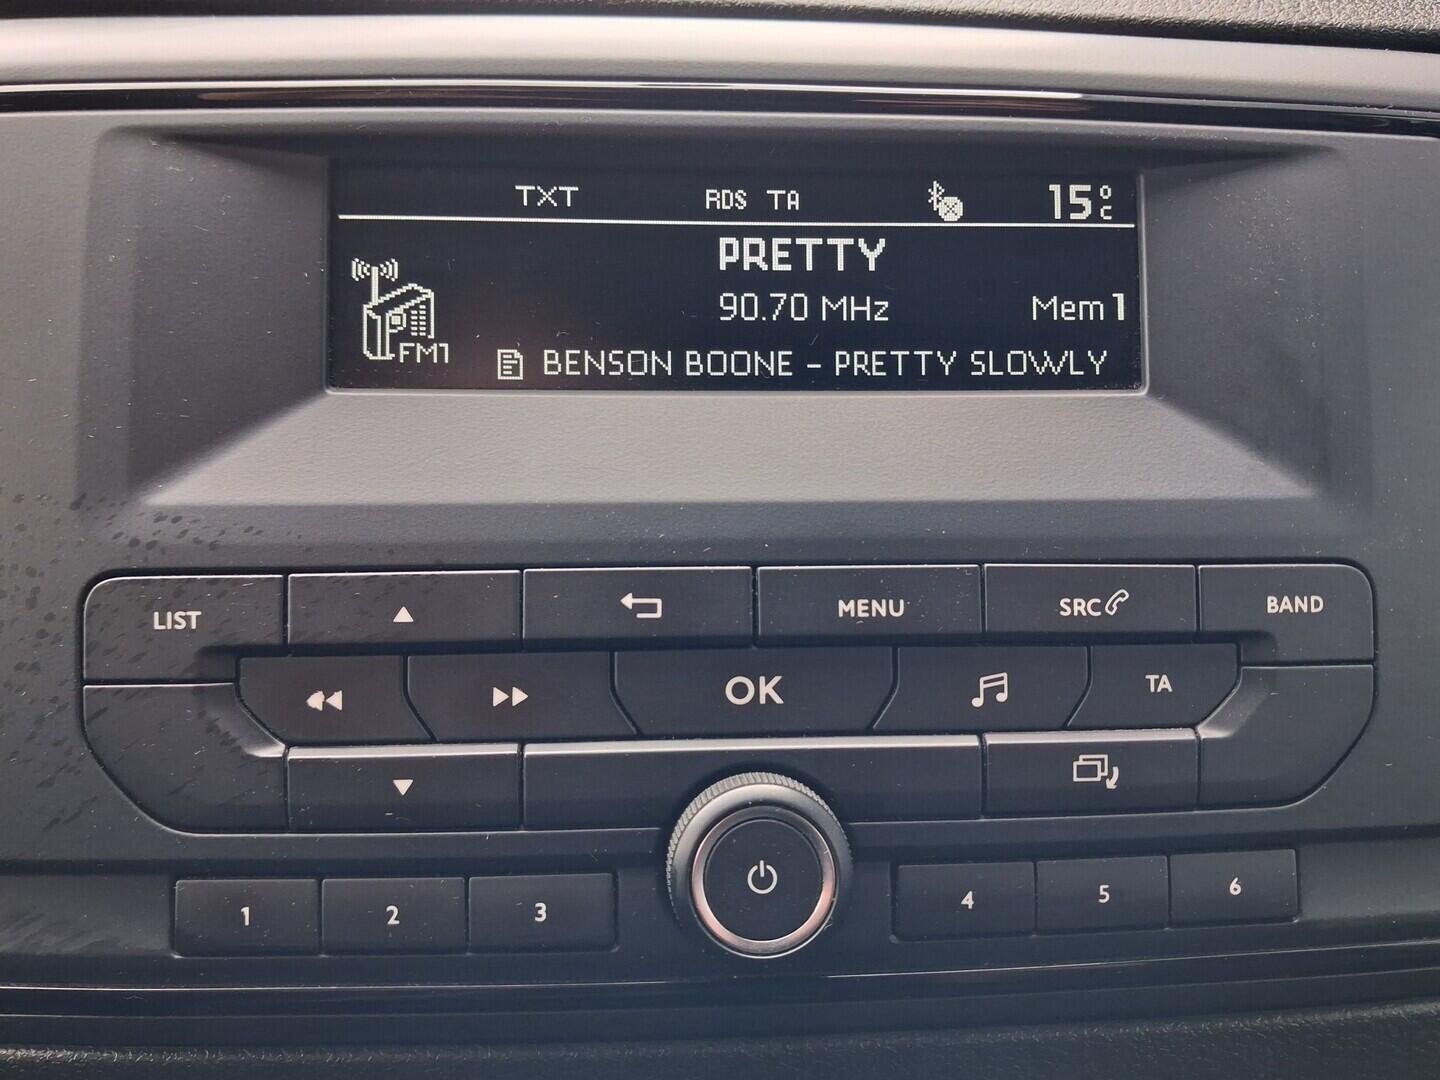 TXT RDS TA 15°C
PRETTY
90.70 MHz Mem 1
FM1 BENSON BOONE - PRETTY SLOWLY
LIST MENU SRC BAND
OK TA
1 2 3 4 5 6